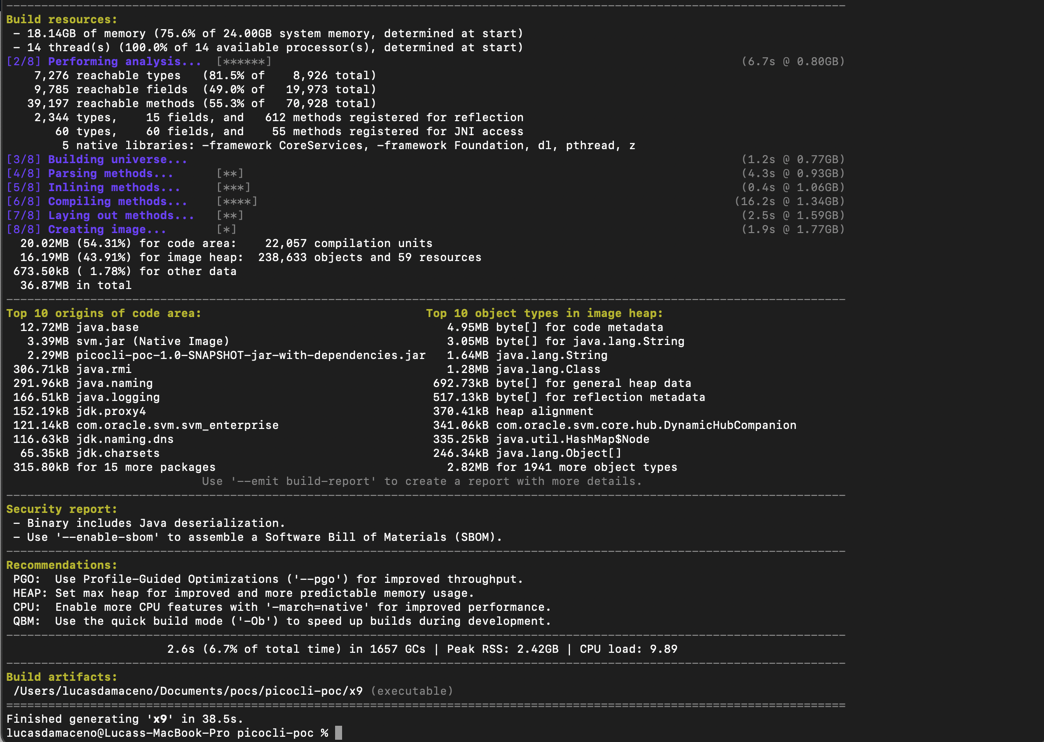 Build resources:
 - 18.14GB of memory (75.6% of 24.00GB system memory, determined at start)
 - 14 thread(s) (100.0% of 14 available processor(s), determined at start)
[2/8] Performing analysis...  [******]                                                                   (6.7s @ 0.80GB)
    7,276 reachable types   (81.5% of    8,926 total)
    9,785 reachable fields  (49.0% of   19,973 total)
   39,197 reachable methods (55.3% of   70,928 total)
    2,344 types,    15 fields, and   612 methods registered for reflection
       60 types,    60 fields, and    55 methods registered for JNI access
        5 native libraries: -framework CoreServices, -framework Foundation, dl, pthread, z
[3/8] Building universe...                                                                               (1.2s @ 0.77GB)
[4/8] Parsing methods...      [**]                                                                       (4.3s @ 0.93GB)
[5/8] Inlining methods...     [***]                                                                      (0.4s @ 1.06GB)
[6/8] Compiling methods...    [****]                                                                    (16.2s @ 1.34GB)
[7/8] Laying out methods...   [**]                                                                       (2.5s @ 1.59GB)
[8/8] Creating image...       [*]                                                                        (1.9s @ 1.77GB)
  20.02MB (54.31%) for code area:    22,057 compilation units
  16.19MB (43.91%) for image heap:  238,633 objects and 59 resources
 673.50kB ( 1.78%) for other data
  36.87MB in total
Top 10 origins of code area:                                Top 10 object types in image heap:
  12.72MB java.base                                            4.95MB byte[] for code metadata
   3.39MB svm.jar (Native Image)                               3.05MB byte[] for java.lang.String
   2.29MB picocli-poc-1.0-SNAPSHOT-jar-with-dependencies.jar   1.64MB java.lang.String
 306.71kB java.rmi                                             1.28MB java.lang.Class
 291.96kB java.naming                                        692.73kB byte[] for general heap data
 166.51kB java.logging                                       517.13kB byte[] for reflection metadata
 152.19kB jdk.proxy4                                         370.41kB heap alignment
 121.14kB com.oracle.svm.svm_enterprise                      341.06kB com.oracle.svm.core.hub.DynamicHubCompanion
 116.63kB jdk.naming.dns                                     335.25kB java.util.HashMap$Node
  65.35kB jdk.charsets                                       246.34kB java.lang.Object[]
 315.80kB for 15 more packages                                 2.82MB for 1941 more object types
                            Use '--emit build-report' to create a report with more details.
Security report:
 - Binary includes Java deserialization.
 - Use '--enable-sbom' to assemble a Software Bill of Materials (SBOM).
Recommendations:
 PGO:  Use Profile-Guided Optimizations ('--pgo') for improved throughput.
 HEAP: Set max heap for improved and more predictable memory usage.
 CPU:  Enable more CPU features with '-march=native' for improved performance.
 QBM:  Use the quick build mode ('-Ob') to speed up builds during development.
                       2.6s (6.7% of total time) in 1657 GCs | Peak RSS: 2.42GB | CPU load: 9.89
Build artifacts:
 /Users/lucasdamaceno/Documents/pocs/picocli-poc/x9 (executable)
Finished generating 'x9' in 38.5s.
lucasdamaceno@Lucass-MacBook-Pro picocli-poc %